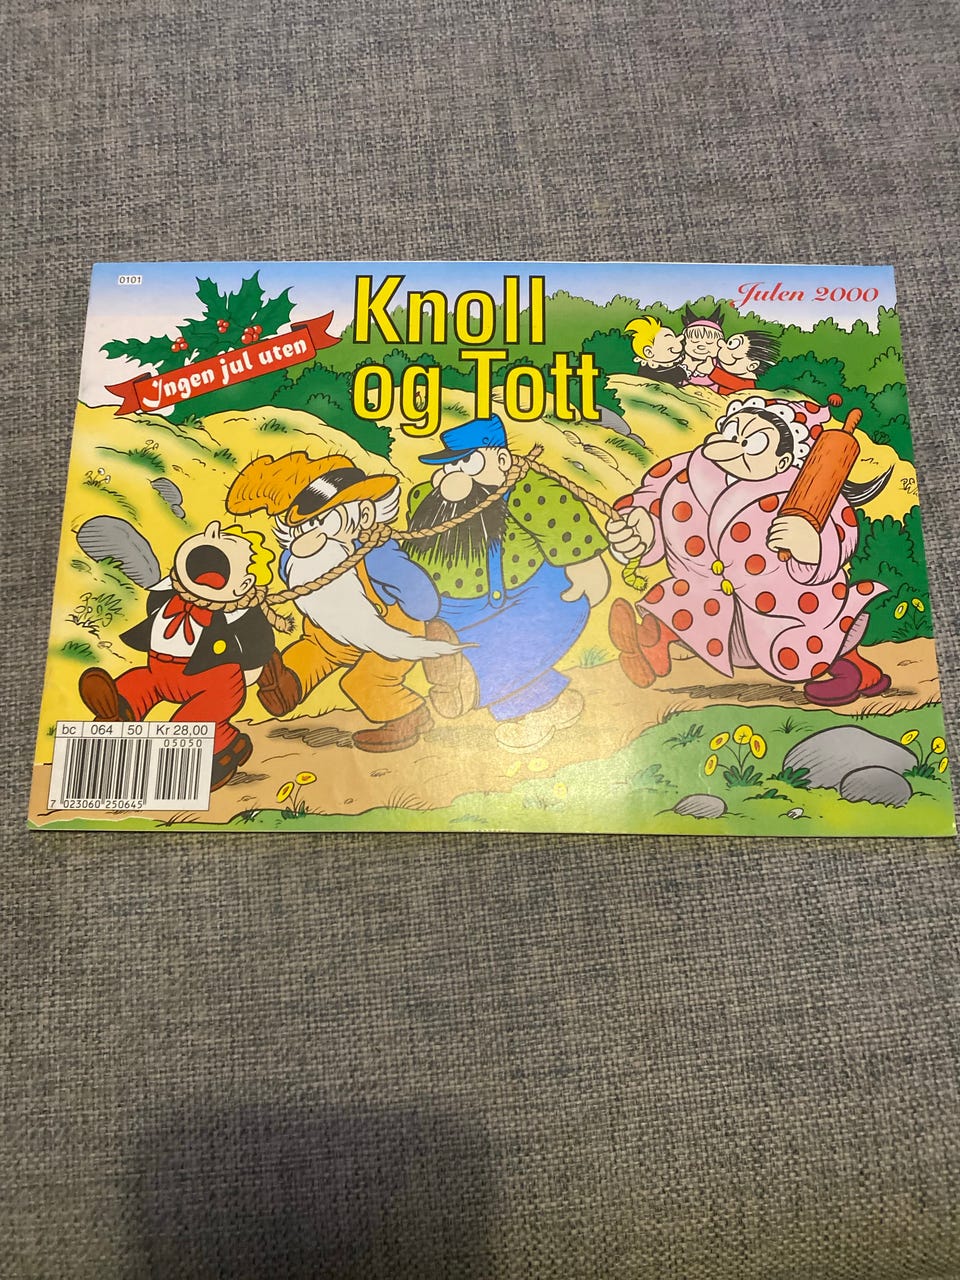 0101
Ingen jul uten
Knoll
og Tott
Julen 2000
bc 064 50 Kr 28,00
05050
7 023060 250645